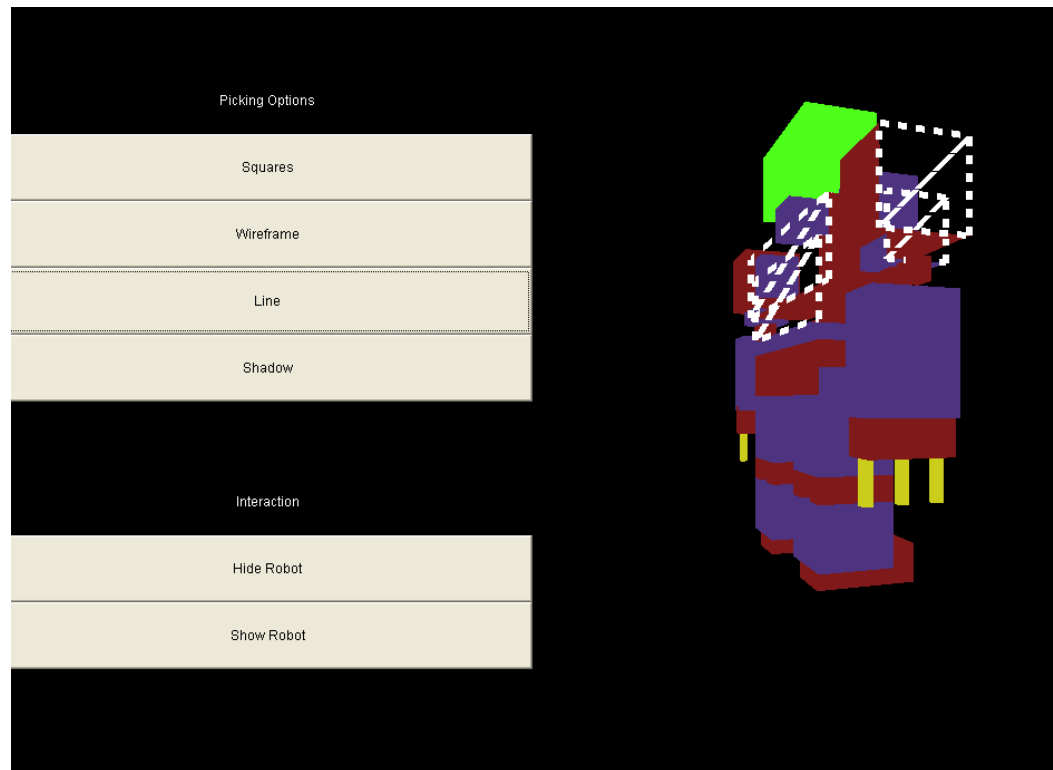 Picking Options
Squares
Wireframe
Line
Shadow
Interaction
Hide Robot
Show Robot